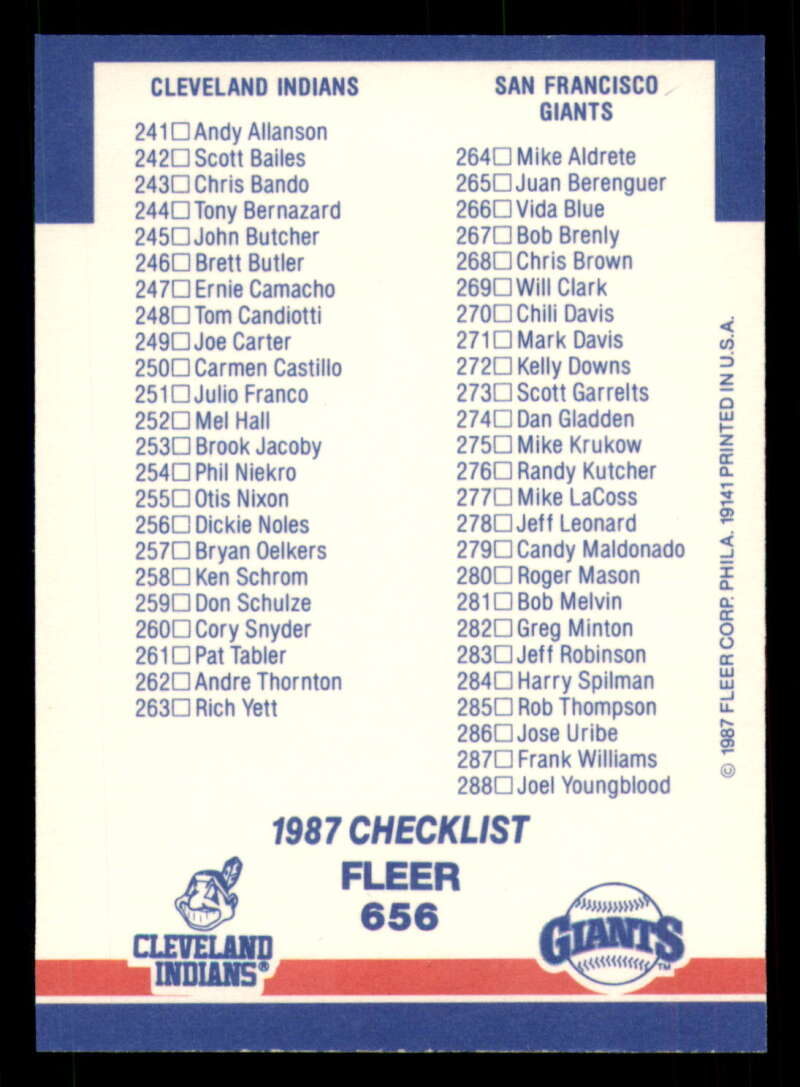 CLEVELAND INDIANS
241☐ Andy Allanson
242☐ Scott Bailes
243☐ Chris Bando
244☐ Tony Bernazard
245☐ John Butcher
246☐ Brett Butler
247☐ Ernie Camacho
248☐ Tom Candiotti
249☐ Joe Carter
250☐ Carmen Castillo
251☐ Julio Franco
252☐ Mel Hall
253☐ Brook Jacoby
254☐ Phil Niekro
255☐ Otis Nixon
256☐ Dickie Noles
257☐ Bryan Oelkers
258☐ Ken Schrom
259☐ Don Schulze
260☐ Cory Snyder
261☐ Pat Tabler
262☐ Andre Thornton
263☐ Rich Yett
SAN FRANCISCO
GIANTS
264☐ Mike Aldrete
265☐ Juan Berenguer
266☐ Vida Blue
267☐ Bob Brenly
268☐ Chris Brown
269☐ Will Clark
270☐ Chili Davis
271☐ Mark Davis
272☐ Kelly Downs
273☐ Scott Garrelts
274☐ Dan Gladden
275☐ Mike Krukow
276☐ Randy Kutcher
277☐ Mike LaCoss
278☐ Jeff Leonard
279☐ Candy Maldonado
280☐ Roger Mason
281☐ Bob Melvin
282☐ Greg Minton
283☐ Jeff Robinson
284☐ Harry Spilman
285☐ Rob Thompson
286☐ Jose Uribe
287☐ Frank Williams
288☐ Joel Youngblood
© 1987 FLEER CORP. PHILA. 19141 PRINTED IN U.S.A.
1987 CHECKLIST
FLEER
656
CLEVELAND
INDIANS®
GIANTS
TM